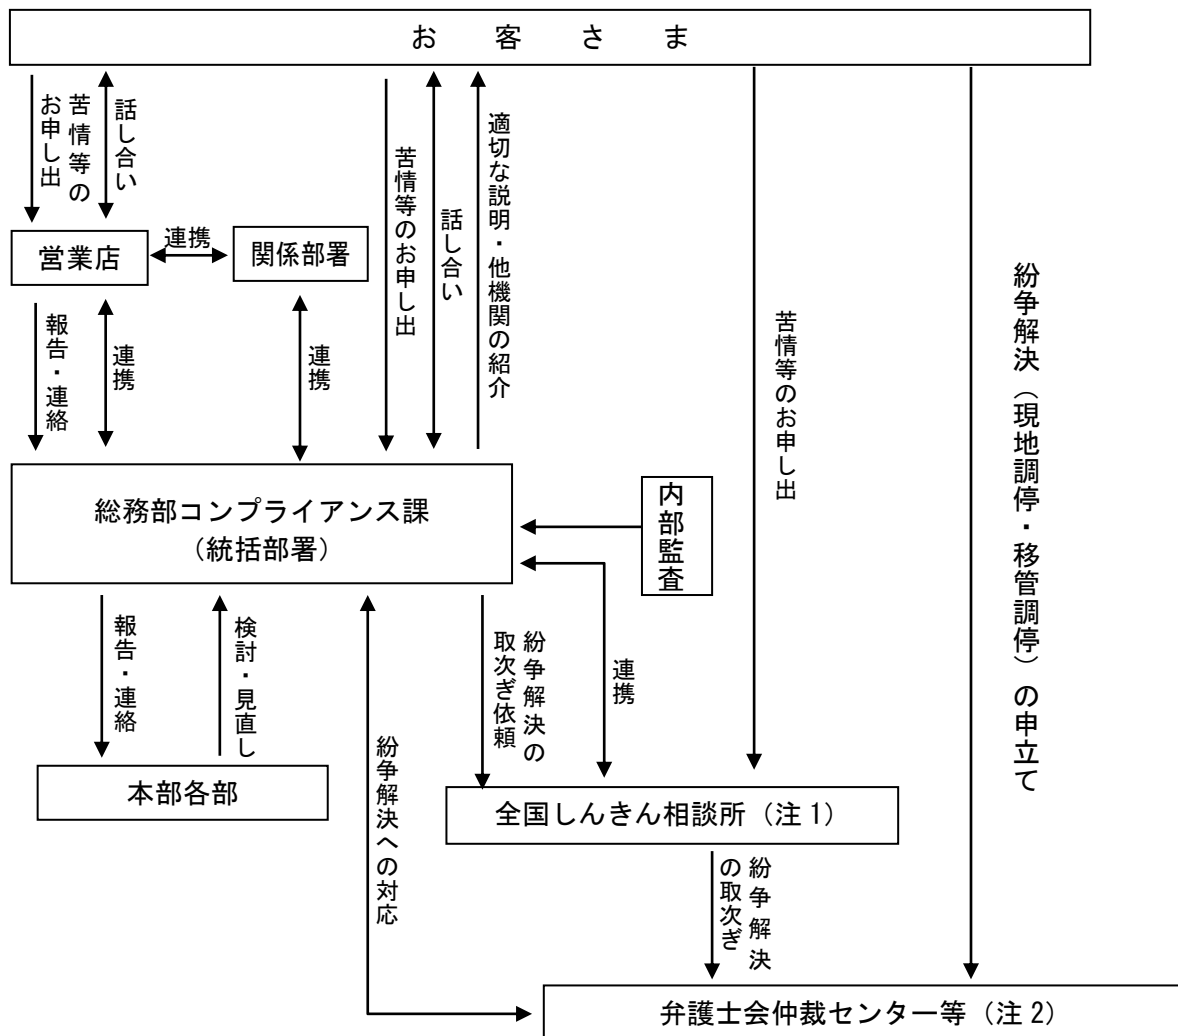 お客さま
苦情等の
お申し出
話し合い
苦情等のお申し出
話し合い
適切な説明・他機関の紹介
営業店
連携
関係部署
報告・連絡
連携
連携
苦情等のお申し出
紛争解決（現地調停・移管調停）の申立て
総務部コンプライアンス課
（統括部署）
内部監査
報告・連絡
検討・見直し
紛争解決への対応
紛争解決の
取次ぎ依頼
連携
本部各部
全国しんきん相談所（注1）
紛争解決
の取次ぎ
弁護士会仲裁センター等（注2）